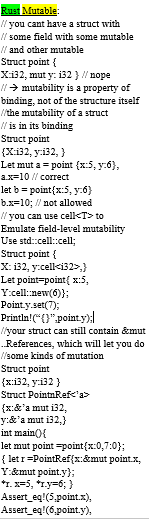 Rust Mutable:
// you cant have a struct with
// some field with some mutable
// and other mutable
Struct point {
X:i32, mut y: i32 } // nope
// → mutability is a property of
binding, not of the structure itself
//the mutability of a struct
// is in its binding
Struct point
{X:i32, y:i32, }
Let mut a = point {x:5, y:6},
a.x=10 // correct
let b = point{x:5, y:6}
b.x=10; // not allowed
// you can use cell<T> to
Emulate field-level mutability
Use std::cell::cell;
Struct point {
X: i32, y:cell<i32>,}
Let point=point{ x:5,
Y:cell::new(6)};
Point.y.set(7);
Println!("{}",point.y);
//your struct can still contain &mut
..References, which will let you do
//some kinds of mutation
Struct point
{x:i32, y:i32 }
Struct PointnRef<'a>
{x:&'a mut i32,
y:&'a mut i32,}
int main(){
let mut point =point{x:0,7:0};
{ let r =PointRef{x:&mut point.x,
Y:&mut point.y};
*r. x=5, *r.y=6; }
Assert_eq!(5,point.x),
Assert_eq!(6,point.y),